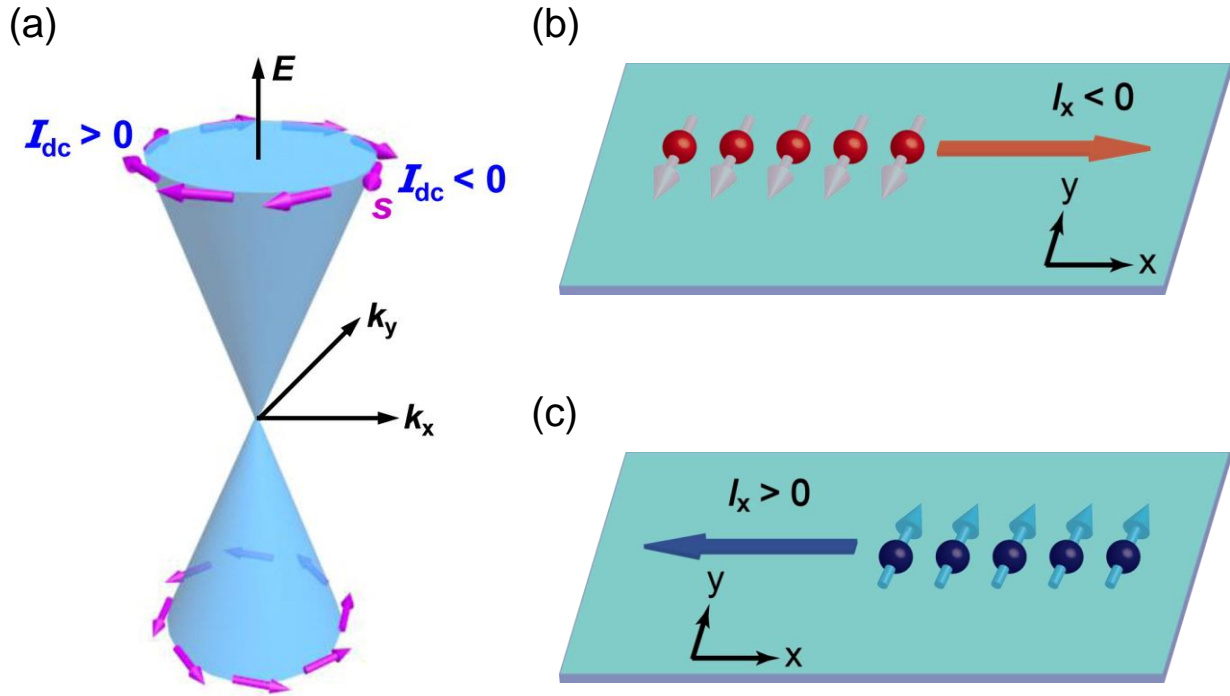 (a)
E
I_dc > 0
I_dc < 0
s
k_y
k_x
(b)
I_x < 0
y
x
(c)
I_x > 0
y
x